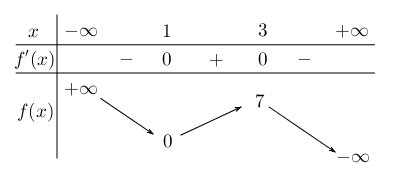 x −∞ 1 3 +∞
f′(x) − 0 + 0 −
+∞
7
f(x)
0
−∞